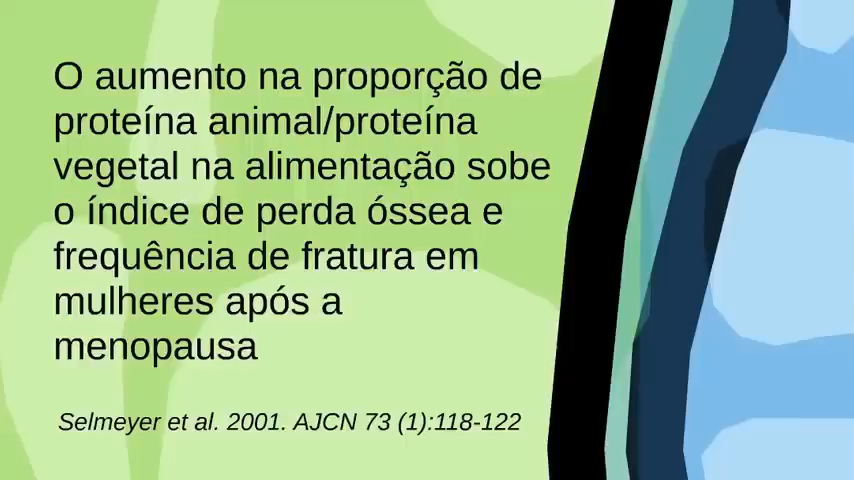 O aumento na proporção de
proteína animal/proteína
vegetal na alimentação sobe
o índice de perda óssea e
frequência de fratura em
mulheres após a
menopausa
Selmeyer et al. 2001. AJCN 73 (1):118-122